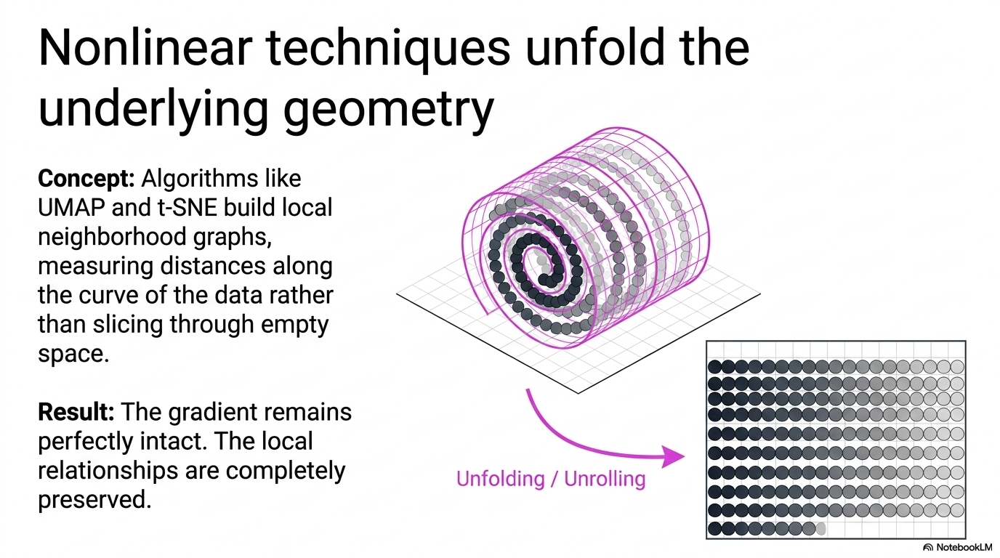 Nonlinear techniques unfold the
underlying geometry
Concept: Algorithms like
UMAP and t-SNE build local
neighborhood graphs,
measuring distances along
the curve of the data rather
than slicing through empty
space.
Result: The gradient remains
perfectly intact. The local
relationships are completely
preserved.
Unfolding / Unrolling
NotebookLM